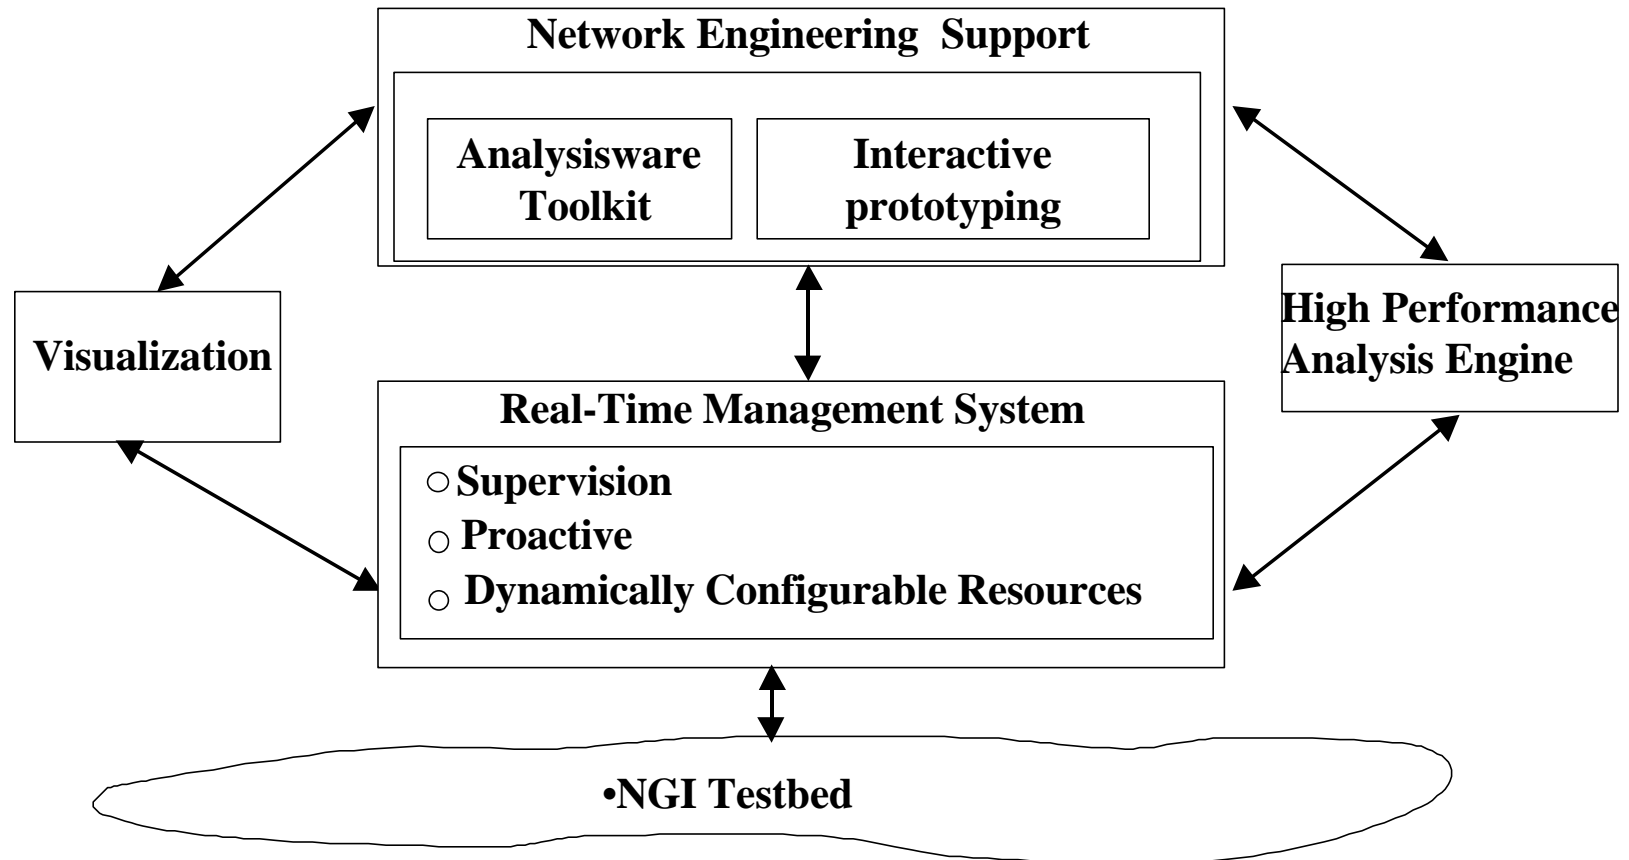 Network Engineering Support
Analysisware
Toolkit
Interactive
prototyping
Visualization
High Performance
Analysis Engine
Real-Time Management System
○ Supervision
○ Proactive
○ Dynamically Configurable Resources
•NGI Testbed